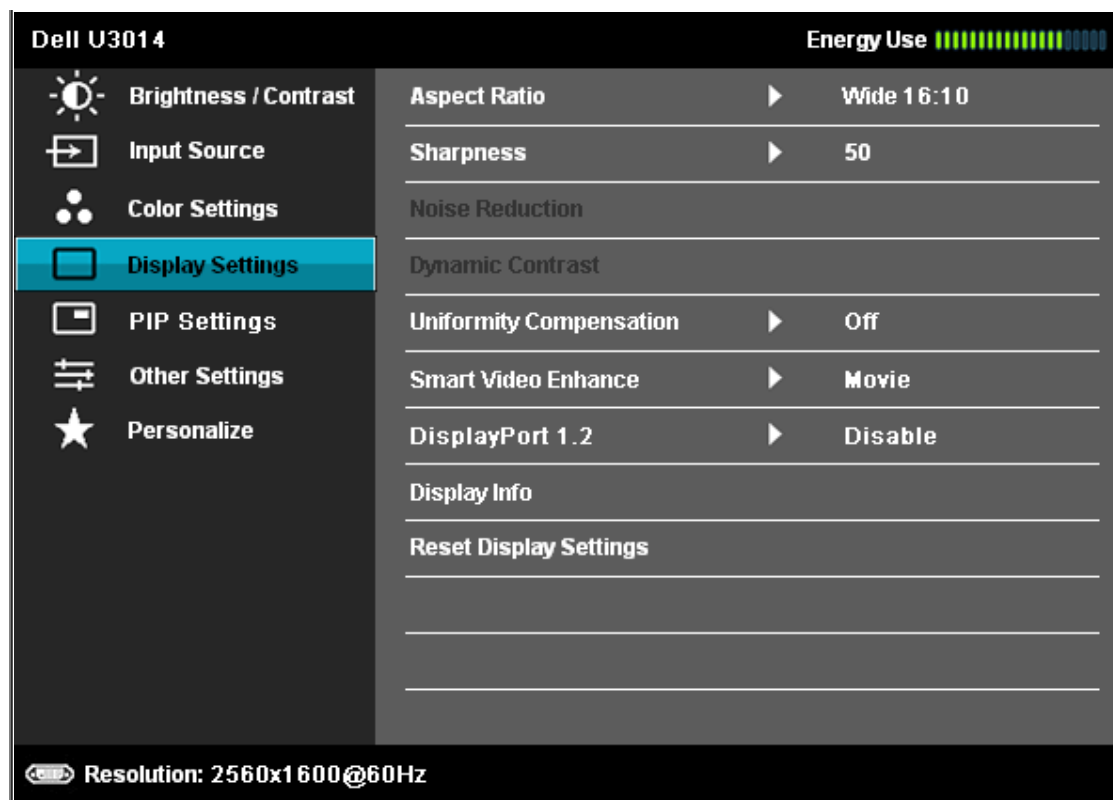 Dell U3014
Energy Use
Brightness / Contrast
Input Source
Color Settings
Display Settings
PIP Settings
Other Settings
Personalize
Aspect Ratio Wide 16:10
Sharpness 50
Noise Reduction
Dynamic Contrast
Uniformity Compensation Off
Smart Video Enhance Movie
DisplayPort 1.2 Disable
Display Info
Reset Display Settings
Resolution: 2560x1600@60Hz